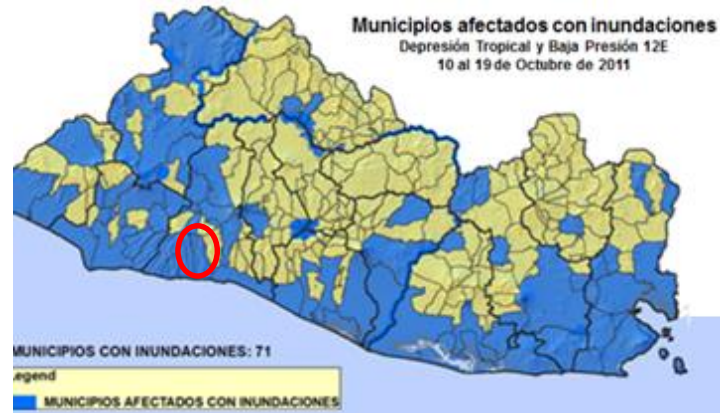 Municipios afectados con inundaciones
Depresión Tropical y Baja Presión 12E
10 al 19 de Octubre de 2011
MUNICIPIOS CON INUNDACIONES: 71
Legend
MUNICIPIOS AFECTADOS CON INUNDACIONES